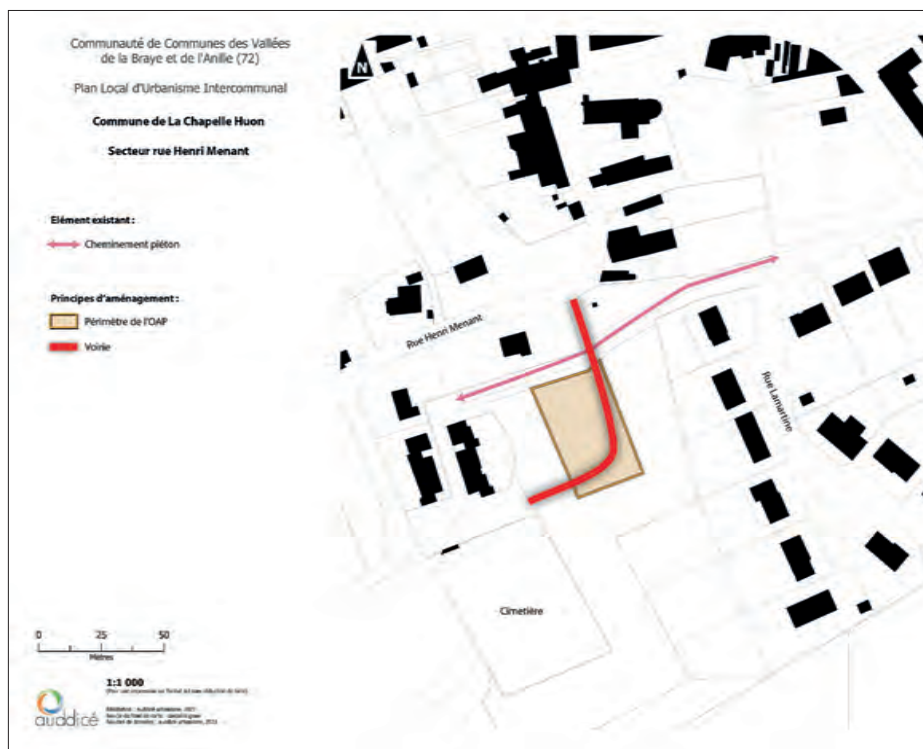 Communauté de Communes des Vallées
de la Braye et de l'Anille (72)
Plan Local d'Urbanisme Intercommunal
Commune de La Chapelle Huon
Secteur rue Henri Menant
Elément existant :
Cheminement piéton
Principes d'aménagement :
Périmètre de l'OAP
Voirie
N
Rue Henri Menant
Rue Lamartine
Cimetière
0 25 50
Mètres
1:1 000
auddicé